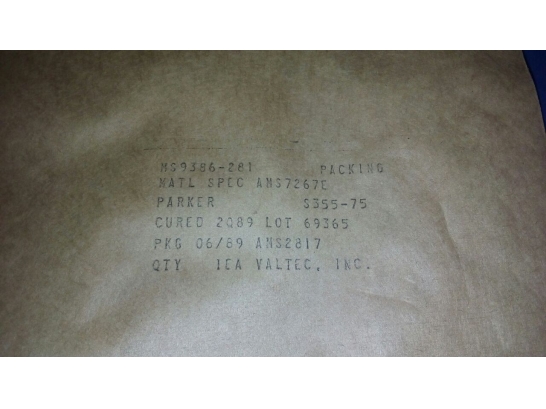 MS9386-281 PACKING
MATL SPEC AMS7267E
PARKER S355-75
CURED 2Q89 LOT 69365
PKG 06/89 AMS2817
QTY 1EA VALTEC, INC.